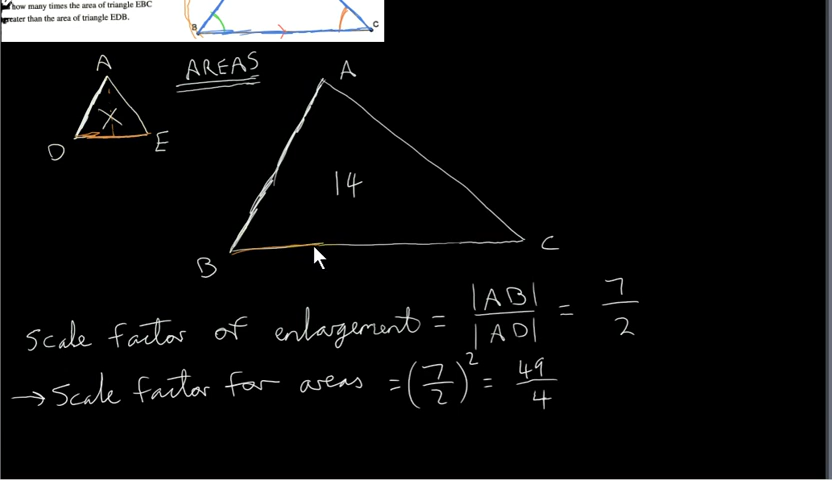 how many times the area of triangle EBC
greater than the area of triangle EDB.
B
C
A
AREAS
A
X
D
E
14
B
C
Scale factor of enlargement = |AB| / |AD| = 7/2
→ Scale factor for areas = (7/2)² = 49/4